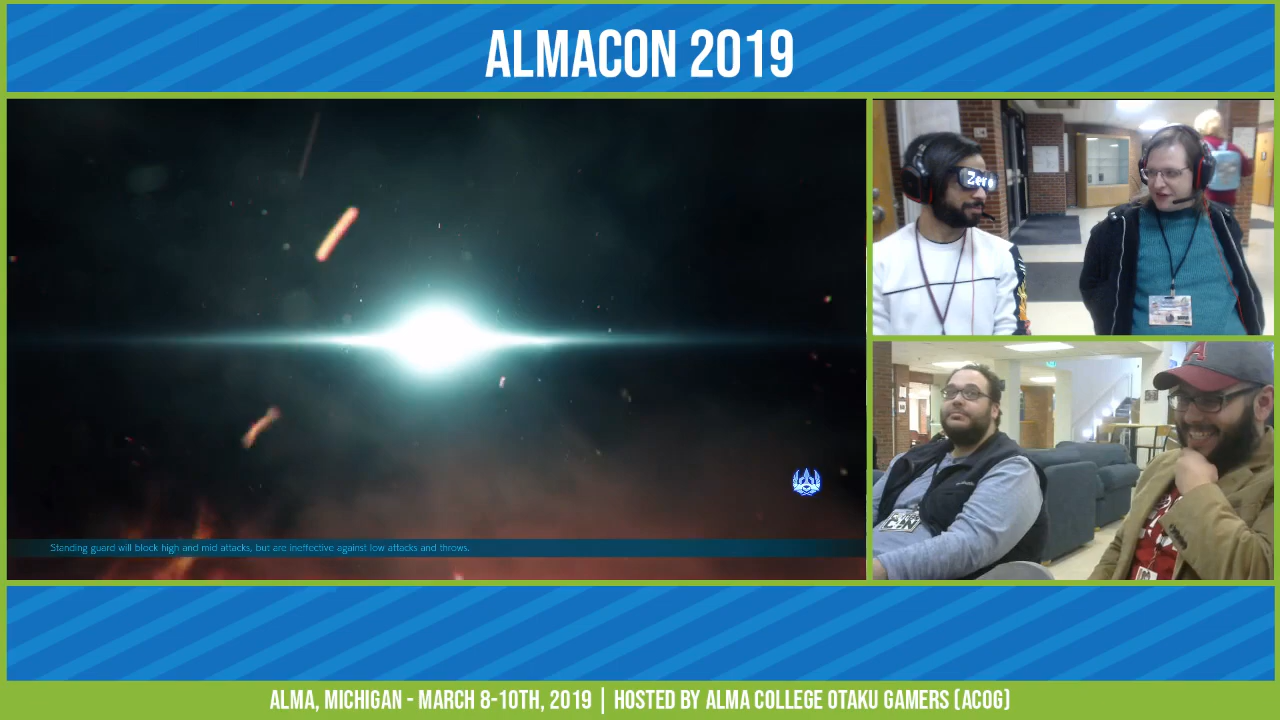 ALMACON 2019
Zero
A
Standing guard will block high and mid attacks, but are ineffective against low attacks and throws.
ALMA, MICHIGAN - MARCH 8-10TH, 2019 | HOSTED BY ALMA COLLEGE OTAKU GAMERS (ACOG)